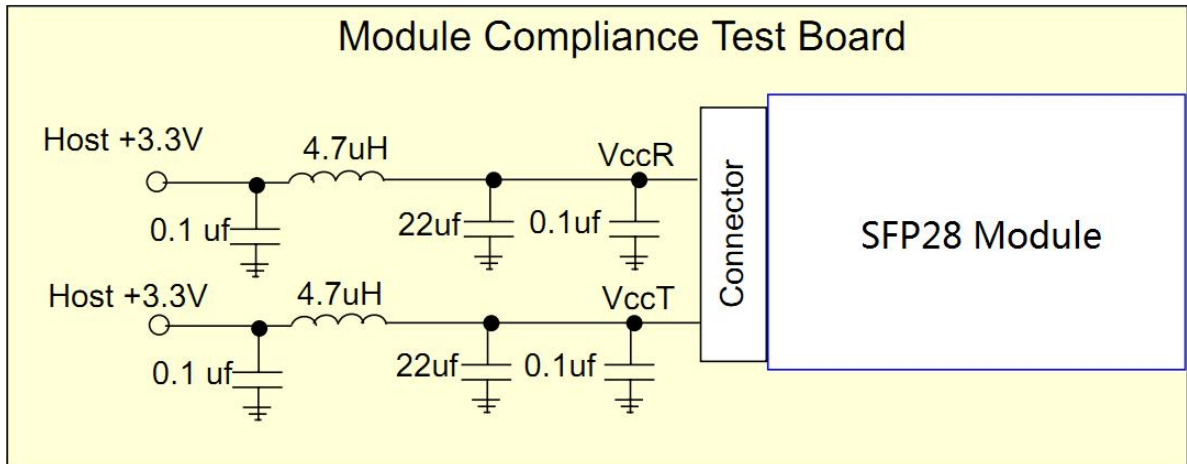 Module Compliance Test Board
Host +3.3V
4.7uH
VccR
0.1 uf
22uf
0.1uf
Host +3.3V
4.7uH
VccT
0.1 uf
22uf
0.1uf
Connector
SFP28 Module